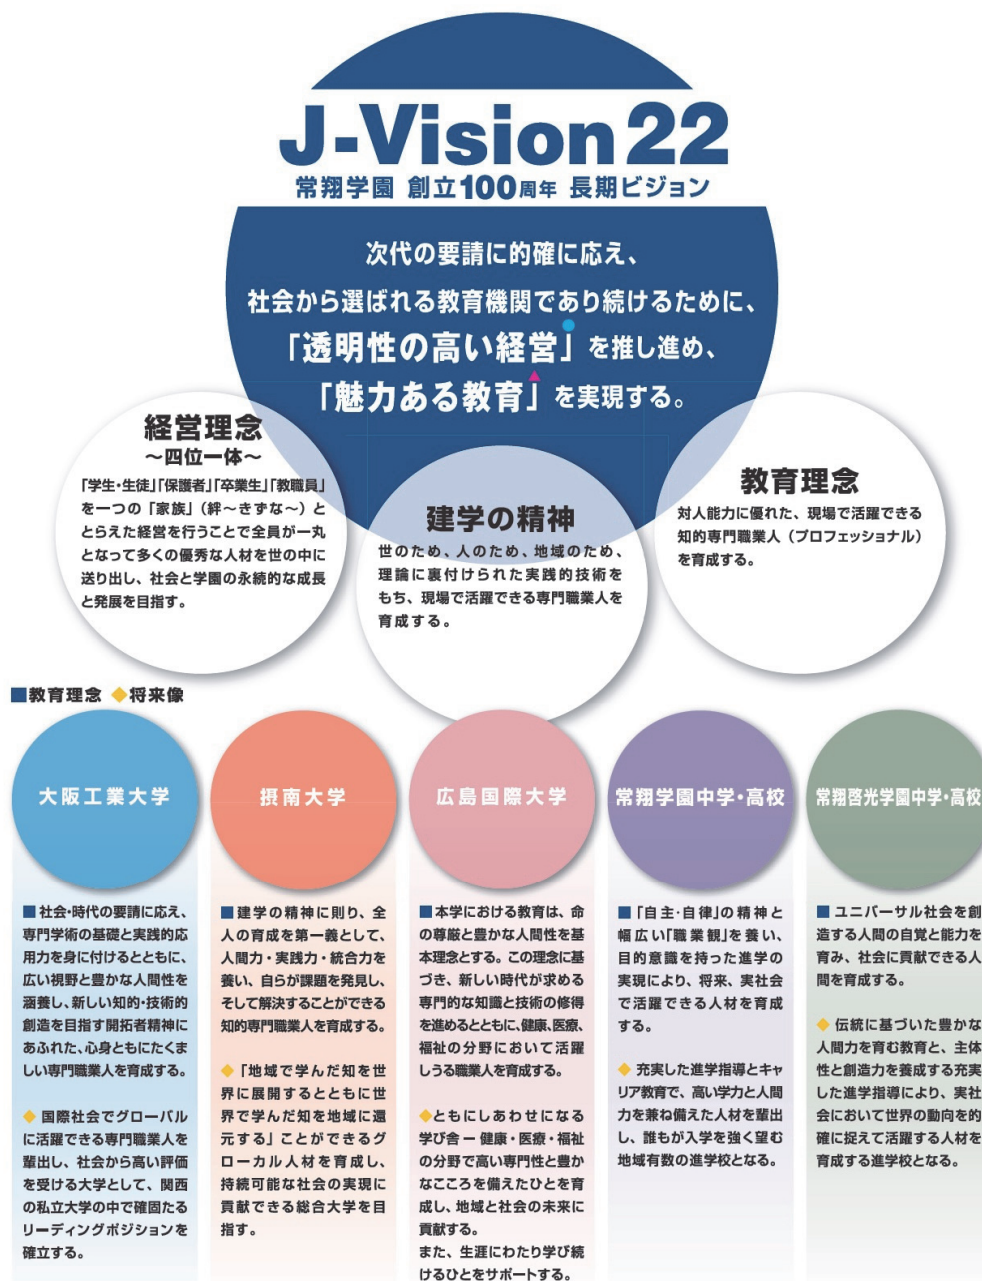 J-Vision 22
常翔学園 創立100周年 長期ビジョン
次代の要請に的確に応え、
社会から選ばれる教育機関であり続けるために、
「透明性の高い経営」を推し進め、
「魅力ある教育」を実現する。
経営理念
～四位一体～
「学生・生徒」「保護者」「卒業生」「教職員」
を一つの「家族」（絆～きずな～）と
とらえた経営を行うことで全員が一丸
となって多くの優秀な人材を世の中に
送り出し、社会と学園の永続的な成長
と発展を目指す。
建学の精神
世のため、人のため、地域のため、
理論に裏付けられた実践的技術を
もち、現場で活躍できる専門職業人を
育成する。
教育理念
対人能力に優れた、現場で活躍できる
知的専門職業人（プロフェッショナル）
を育成する。
■教育理念 ◆将来像
大阪工業大学
■社会・時代の要請に応え、
専門学術の基礎と実践的応
用力を身に付けるとともに、
広い視野と豊かな人間性を
涵養し、新しい知的・技術的
創造を目指す開拓者精神に
あふれた、心身ともにたくま
しい専門職業人を育成する。
◆ 国際社会でグローバル
に活躍できる専門職業人を
輩出し、社会から高い評価
を受ける大学として、関西
の私立大学の中で確固たる
リーディングポジションを
確立する。
摂南大学
■建学の精神に則り、全
人の育成を第一義として、
人間力・実践力・統合力を
養い、自らが課題を発見し、
そして解決することができる
知的専門職業人を育成する。
◆「地域で学んだ知を世
界に展開するとともに世
界で学んだ知を地域に還
元する」ことができるグ
ローカル人材を育成し、
持続可能な社会の実現に
貢献できる総合大学を目
指す。
広島国際大学
■本学における教育は、命
の尊厳と豊かな人間性を基
本理念とする。この理念に基
づき、新しい時代が求める
専門的な知識と技術の修得
を進めるとともに、健康、医療、
福祉の分野において活躍
しうる職業人を育成する。
◆ともにしあわせになる
学び舎 ー 健康・医療・福祉
の分野で高い専門性と豊か
なこころを備えたひとを育
成し、地域と社会の未来に
貢献する。
また、生涯にわたり学び続
けるひとをサポートする。
常翔学園中学・高校
■「自主・自律」の精神と
幅広い「職業観」を養い、
目的意識を持った進学の
実現により、将来、実社会
で活躍できる人材を育成
する。
◆ 充実した進学指導とキャ
リア教育で、高い学力と人間
力を兼ね備えた人材を輩出
し、誰もが入学を強く望む
地域有数の進学校となる。
常翔啓光学園中学・高校
■ ユニバーサル社会を創
造する人間の自覚と能力を
育み、社会に貢献できる人
間を育成する。
◆ 伝統に基づいた豊かな
人間力を育む教育と、主体
性と創造力を養成する充実
した進学指導により、実社
会において世界の動向を的
確に捉えて活躍する人材を
育成する進学校となる。